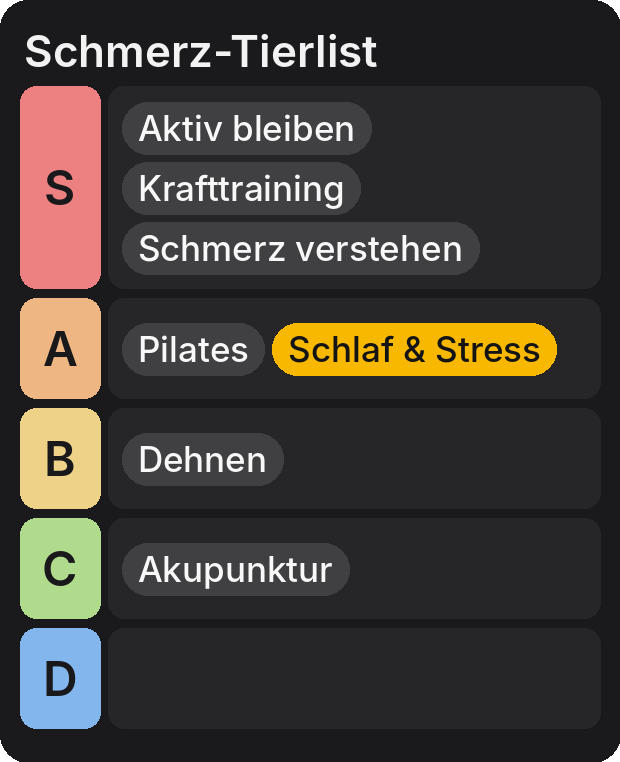 Schmerz-Tierlist
S
Aktiv bleiben
Krafttraining
Schmerz verstehen
A
Pilates Schlaf & Stress
B
Dehnen
C
Akupunktur
D